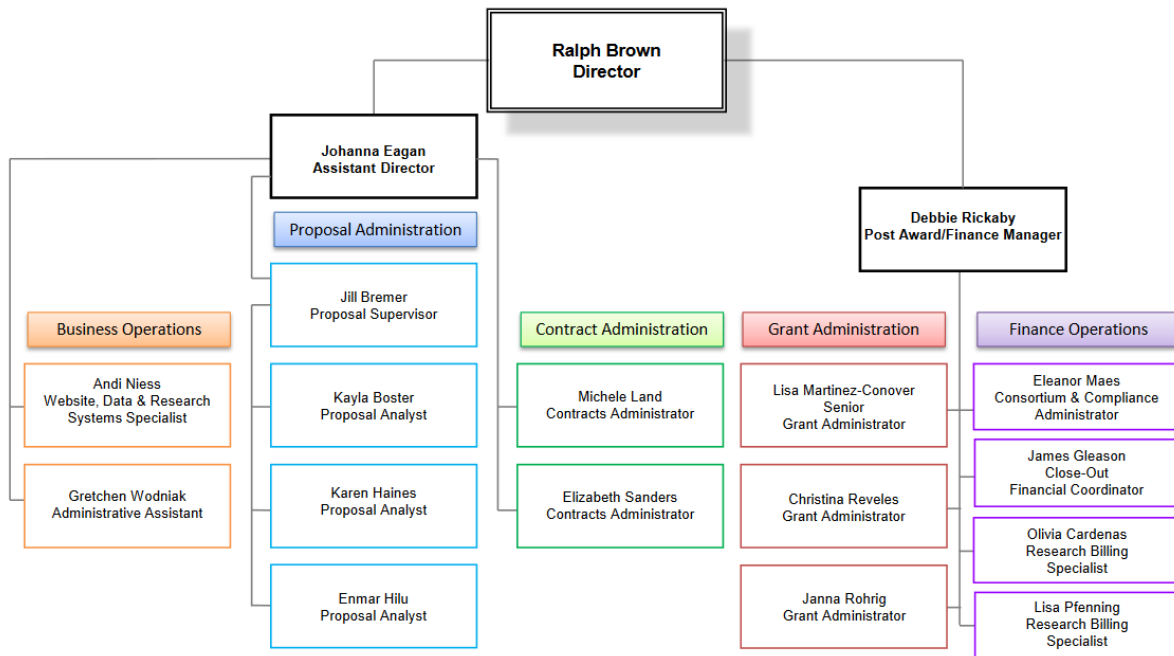 Ralph Brown
Director
Johanna Eagan
Assistant Director
Debbie Rickaby
Post Award/Finance Manager
Business Operations
Andi Niess
Website, Data & Research
Systems Specialist
Gretchen Wodniak
Administrative Assistant
Proposal Administration
Jill Bremer
Proposal Supervisor
Kayla Boster
Proposal Analyst
Karen Haines
Proposal Analyst
Enmar Hilu
Proposal Analyst
Contract Administration
Michele Land
Contracts Administrator
Elizabeth Sanders
Contracts Administrator
Grant Administration
Lisa Martinez-Conover
Senior
Grant Administrator
Christina Reveles
Grant Administrator
Janna Rohrig
Grant Administrator
Finance Operations
Eleanor Maes
Consortium & Compliance
Administrator
James Gleason
Close-Out
Financial Coordinator
Olivia Cardenas
Research Billing
Specialist
Lisa Pfenning
Research Billing
Specialist